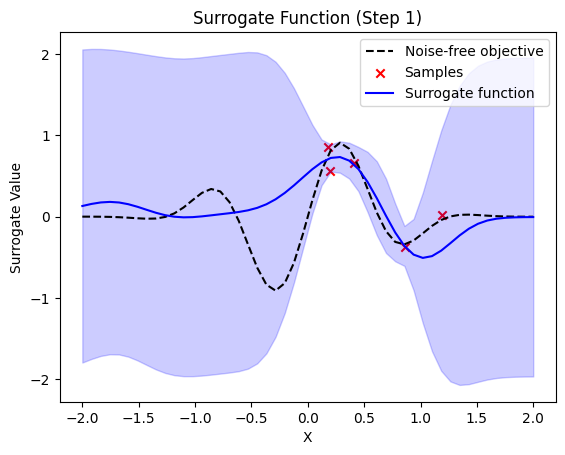 Surrogate Function (Step 1)
Noise-free objective
Samples
Surrogate function
Surrogate Value
2
1
0
−1
−2
−2.0 −1.5 −1.0 −0.5 0.0 0.5 1.0 1.5 2.0
X